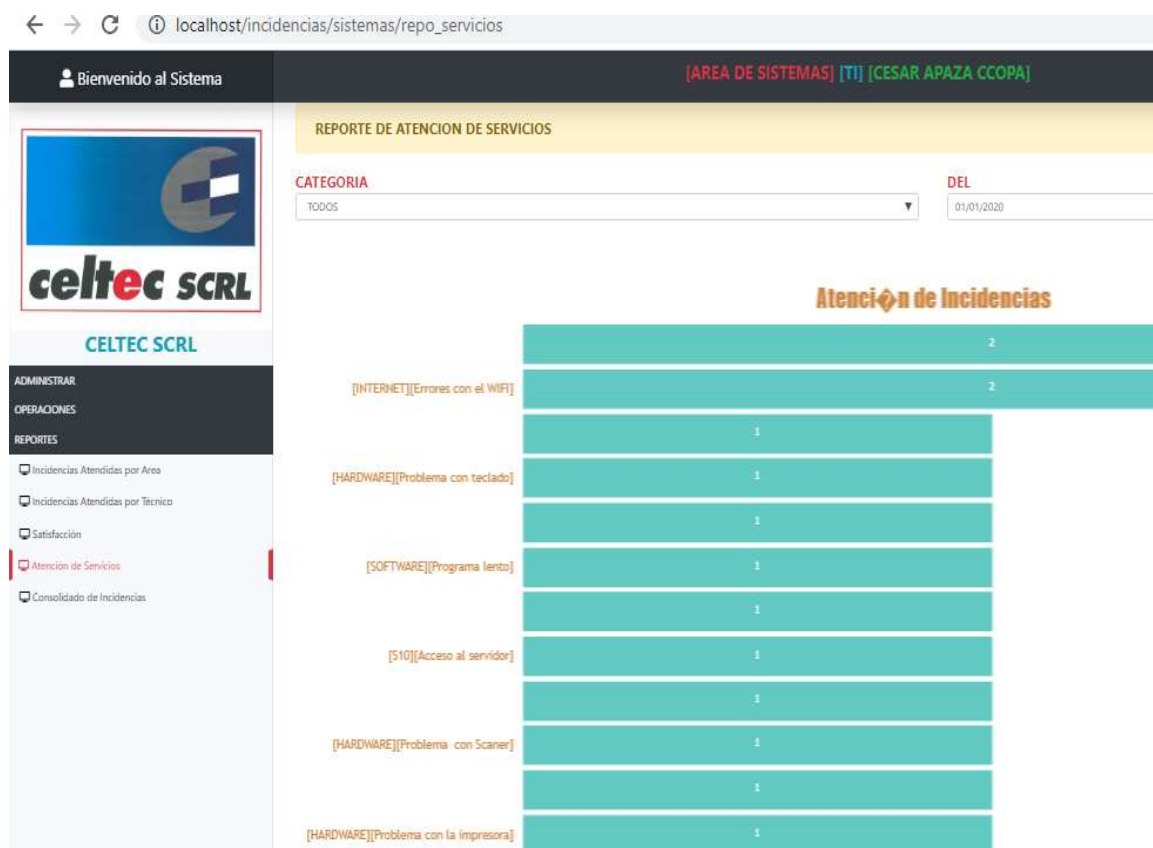 localhost/incidencias/sistemas/repo_servicios
Bienvenido al Sistema
[AREA DE SISTEMAS] [TI] [CESAR APAZA CCOPA]
celtec SCRL
CELTEC SCRL
ADMINISTRAR
OPERACIONES
REPORTES
Incidencias Atendidas por Area
Incidencias Atendidas por Técnico
Satisfacción
Atención de Servicios
Consolidado de Incidencias
REPORTE DE ATENCION DE SERVICIOS
CATEGORIA
TODOS
DEL
01/01/2020
Atenci�n de Incidencias
2
[INTERNET][Errores con el WIFI] 2
1
[HARDWARE][Problema con teclado] 1
1
[SOFTWARE][Programa lento] 1
1
[S10][Acceso al servidor] 1
1
[HARDWARE][Problema con Scaner] 1
1
[HARDWARE][Problema con la impresora] 1